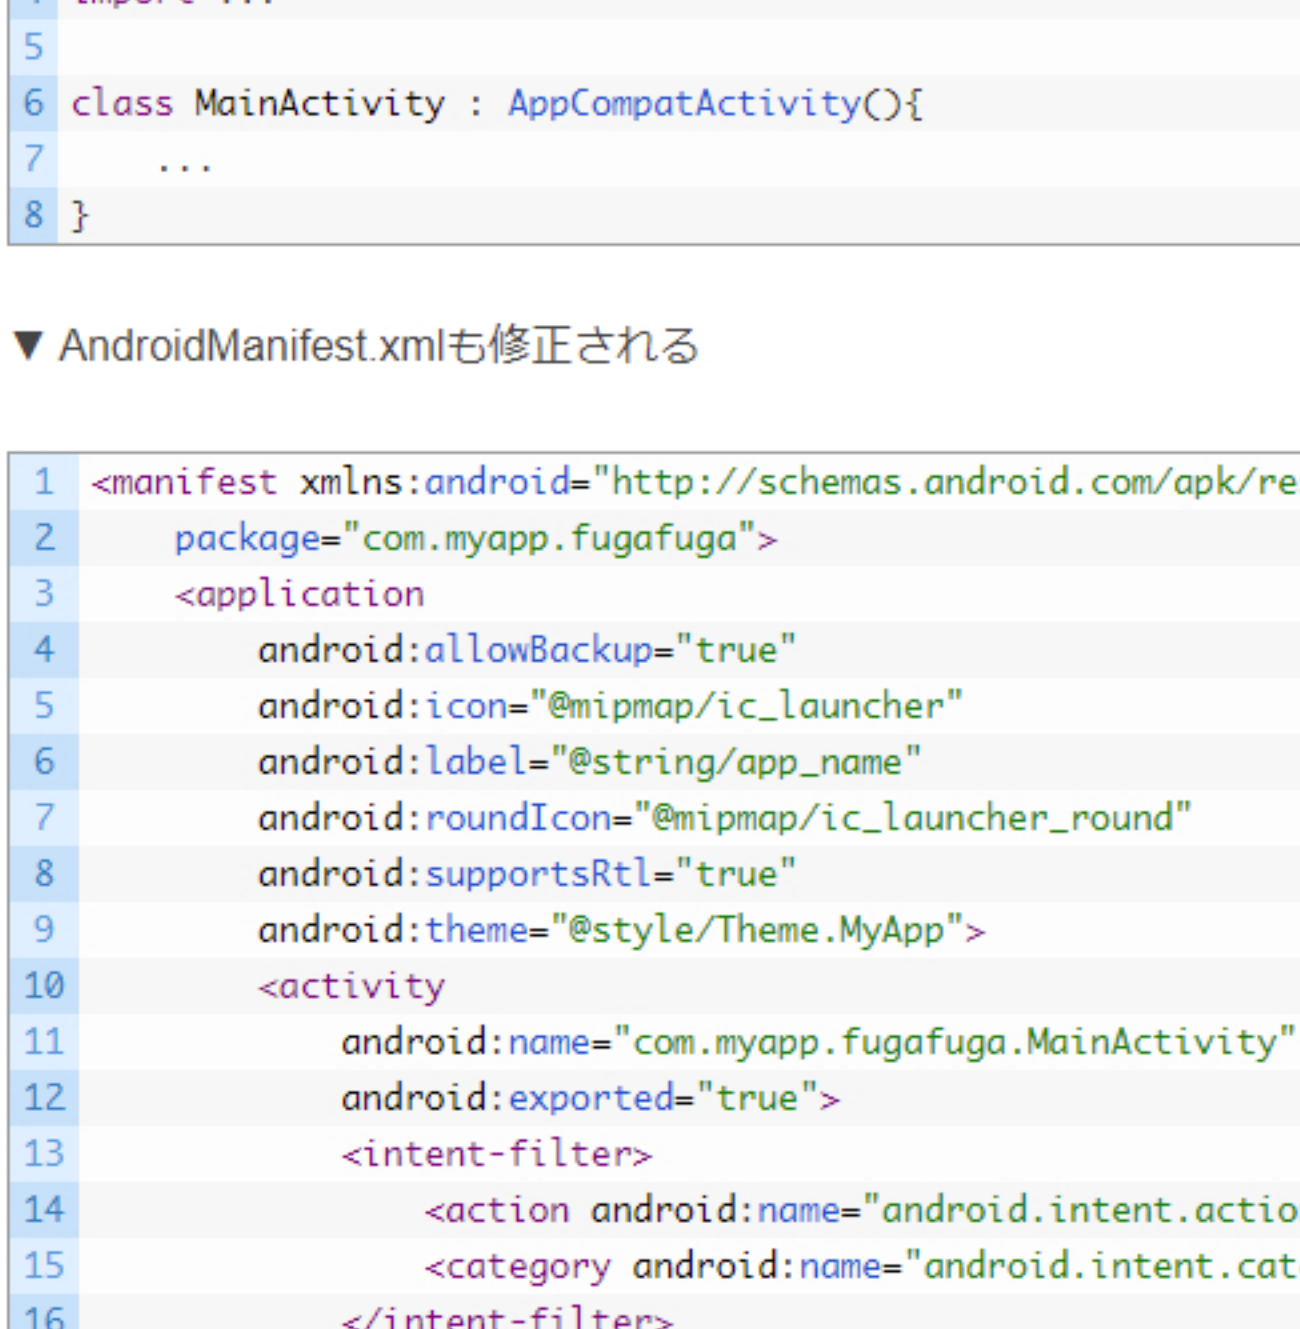 4 import ...
5
6 class MainActivity : AppCompatActivity(){
7     ...
8 }
▼ AndroidManifest.xmlも修正される
1 <manifest xmlns:android="http://schemas.android.com/apk/re
2     package="com.myapp.fugafuga">
3     <application
4         android:allowBackup="true"
5         android:icon="@mipmap/ic_launcher"
6         android:label="@string/app_name"
7         android:roundIcon="@mipmap/ic_launcher_round"
8         android:supportsRtl="true"
9         android:theme="@style/Theme.MyApp">
10         <activity
11             android:name="com.myapp.fugafuga.MainActivity"
12             android:exported="true">
13             <intent-filter>
14                 <action android:name="android.intent.actio
15                 <category android:name="android.intent.cat
16             </intent-filter>